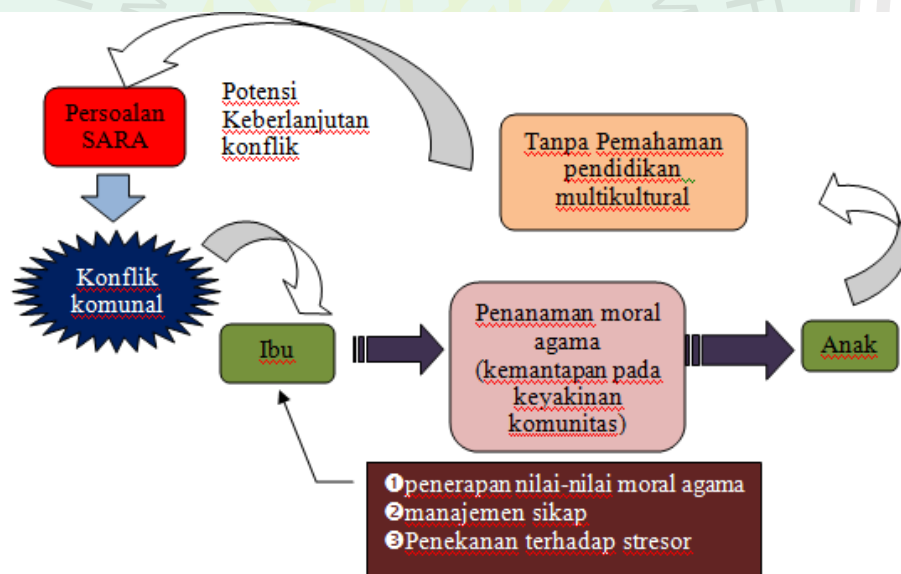 Persoalan
SARA
Potensi
Keberlanjutan
konflik
Tanpa Pemahaman
pendidikan
multikultural
Konflik
komunal
Ibu
Penanaman moral
agama
(kemantapan pada
keyakinan
komunitas)
Anak
❶penerapan nilai-nilai moral agama
❷manajemen sikap
❸Penekanan terhadap stresor